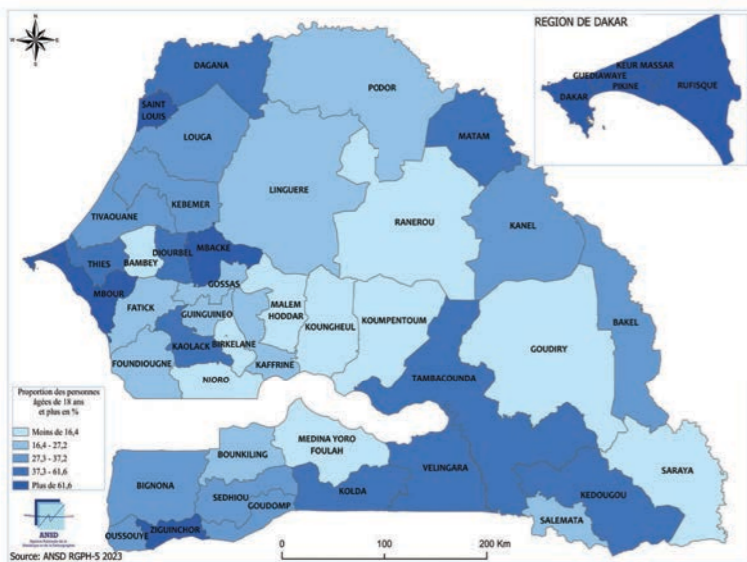 REGION DE DAKAR
KEUR MASSAR
GUEDIAWAYE
PIKINE
RUFISQUE
DAKAR
N
DAGANA
PODOR
SAINT
LOUIS
MATAM
LOUGA
LINGUERE
RANEROU
KANEL
KEBEMER
TIVAOUANE
MBACKE
DIOURBEL
THIES
BAMBEY
GOSSAS
MBOUR
FATICK
GUINGUINEO
MALEM
HODDAR
KOUNGHEUL
KOUMPENTOUM
BAKEL
GOUDIRY
BIRKELANE
KAOLACK
FOUNDIOUGNE
KAFFRINE
NIORO
TAMBACOUNDA
Proportion des personnes
âgées de 18 ans
et plus en %
Moins de 16,4
16,4 - 27,2
27,3 - 37,2
37,3 - 61,6
Plus de 61,6
MEDINA YORO
FOULAH
BOUNKILING
VELINGARA
SARAYA
BIGNONA
SEDHIOU
KOLDA
KEDOUGOU
GOUDOMP
SALEMATA
OUSSOUYE
ZIGUINCHOR
ANSD
Source: ANSD RGPH-5 2023
0 100 200 Km